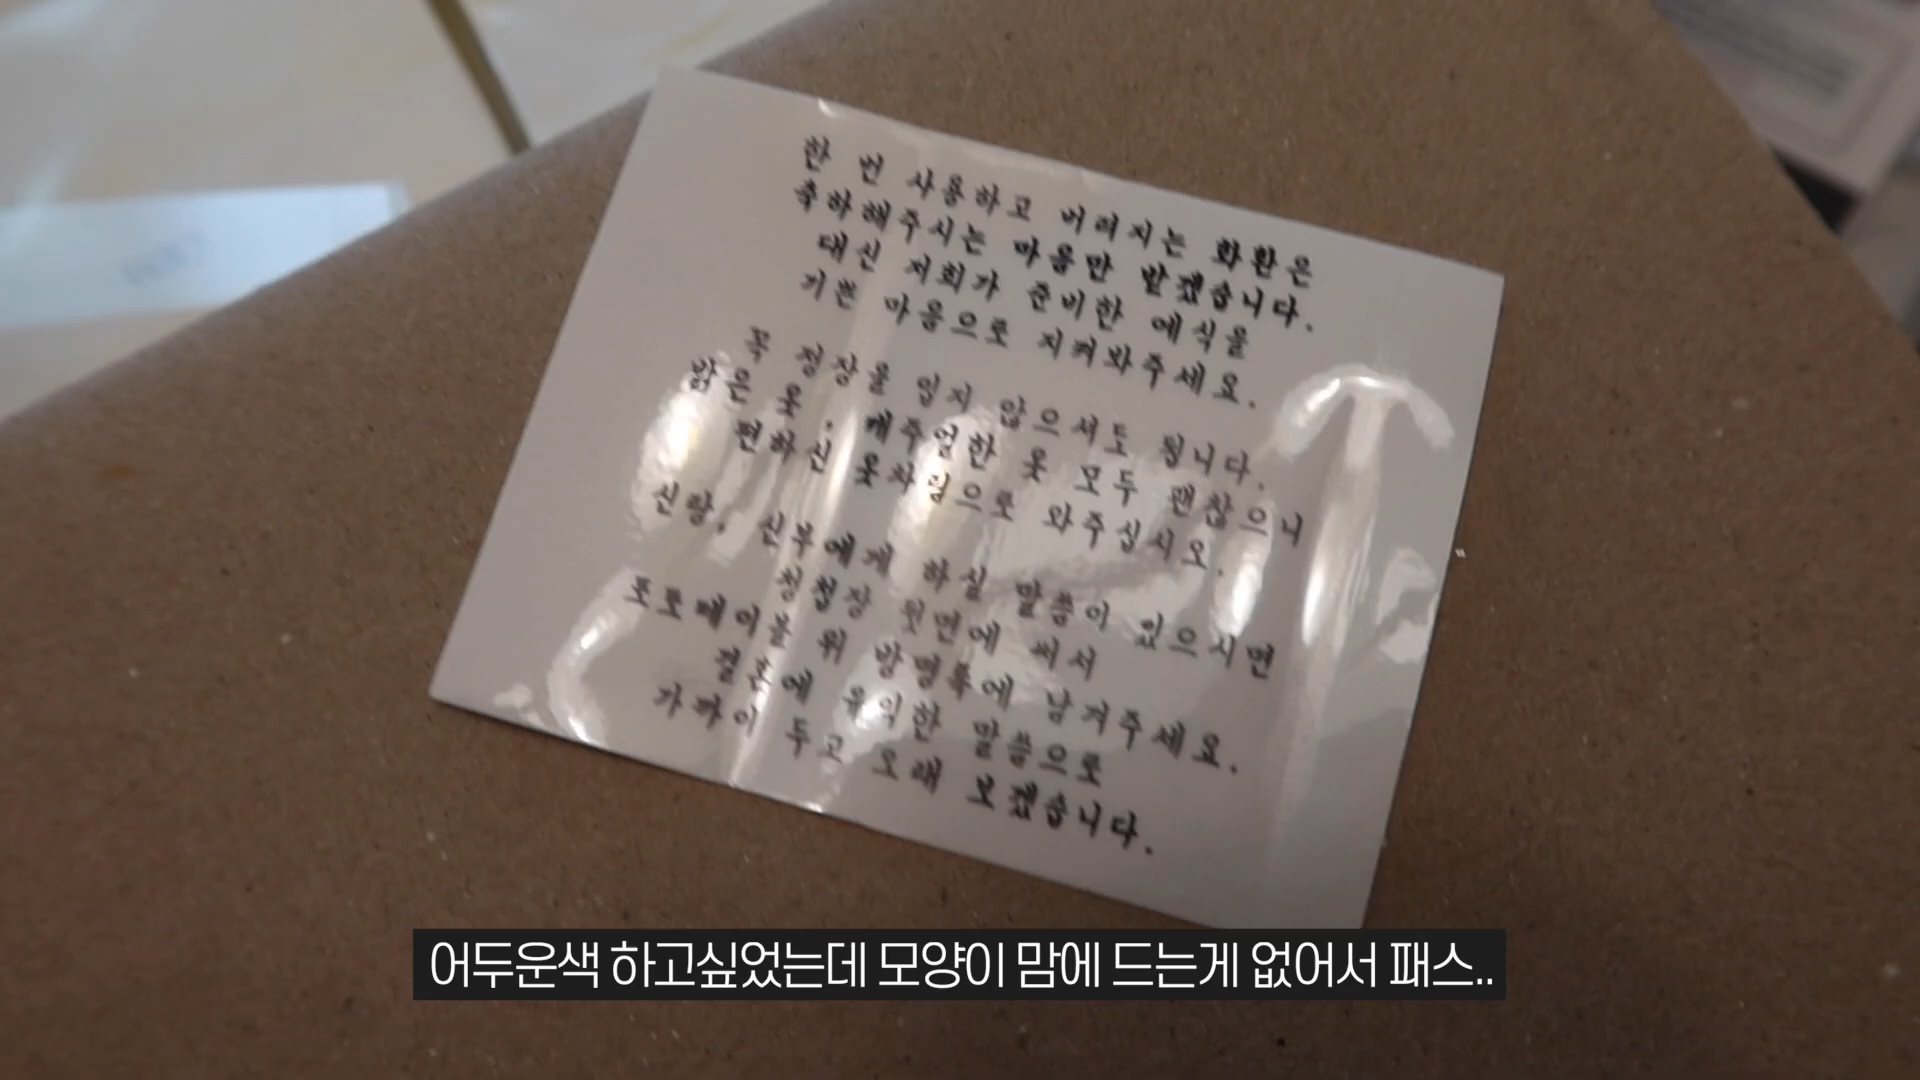 한 번 사용하고 버려지는 화환은
축하해주시는 마음만 받겠습니다.
대신 저희가 준비한 예식을
기쁜 마음으로 지켜봐주세요.
꼭 정장을 입지 않으셔도 됩니다.
밝은 옷, 캐주얼한 옷 모두 괜찮으니
편하신 옷차림으로 와주십시오.
신랑, 신부에게 하실 말씀이 있으시면
청첩장 뒷면에 써서
포토테이블 위 방명록에 남겨주세요.
결혼에 유익한 말씀으로
가까이 두고 오래 보겠습니다.
어두운색 하고싶었는데 모양이 맘에 드는게 없어서 패스..